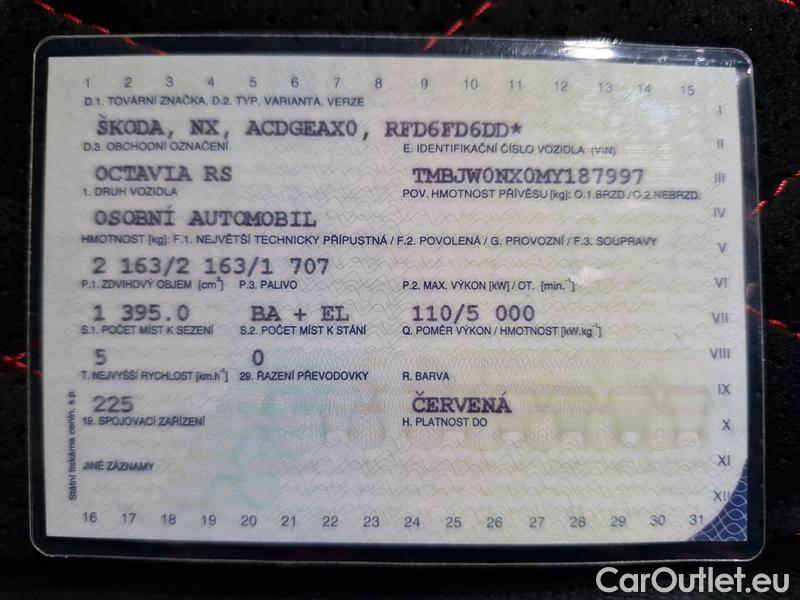 1 2 3 4 5 6 7 8 9 10 11 12 13 14 15
D.1. TOVÁRNÍ ZNAČKA, D.2. TYP, VARIANTA, VERZE
I
ŠKODA, NX, ACDGEAX0, RFD6FD6DD*
D.3. OBCHODNÍ OZNAČENÍ E. IDENTIFIKAČNÍ ČÍSLO VOZIDLA (VIN)
II
OCTAVIA RS TMBJW0NX0MY187997
III
1. DRUH VOZIDLA POV. HMOTNOST PŘÍVĚSU [kg]: O.1. BRZD./O.2. NEBRZD.
OSOBNÍ AUTOMOBIL
IV
HMOTNOST [kg]: F.1. NEJVĚTŠÍ TECHNICKY PŘÍPUSTNÁ / F.2. POVOLENÁ / G. PROVOZNÍ / F.3. SOUPRAVY
V
2 163/2 163/1 707
P.1. ZDVIHOVÝ OBJEM [cm³] P.3. PALIVO P.2. MAX. VÝKON [kW] / OT. [min.⁻¹]
VI
1 395.0 BA + EL 110/5 000
VII
S.1. POČET MÍST K SEZENÍ S.2. POČET MÍST K STÁNÍ Q. POMĚR VÝKON / HMOTNOST [kW.kg⁻¹]
5 0
VIII
T. NEJVYŠŠÍ RYCHLOST [km.h⁻¹] 29. ŘAZENÍ PŘEVODOVKY R. BARVA
IX
225 ČERVENÁ
19. SPOJOVACÍ ZAŘÍZENÍ H. PLATNOST DO
X
XI
JINÉ ZÁZNAMY
XII
16 17 18 19 20 21 22 23 24 25 26 27 28 29 30 31
Státní tiskárna cenin, s.p.
CarOutlet.eu